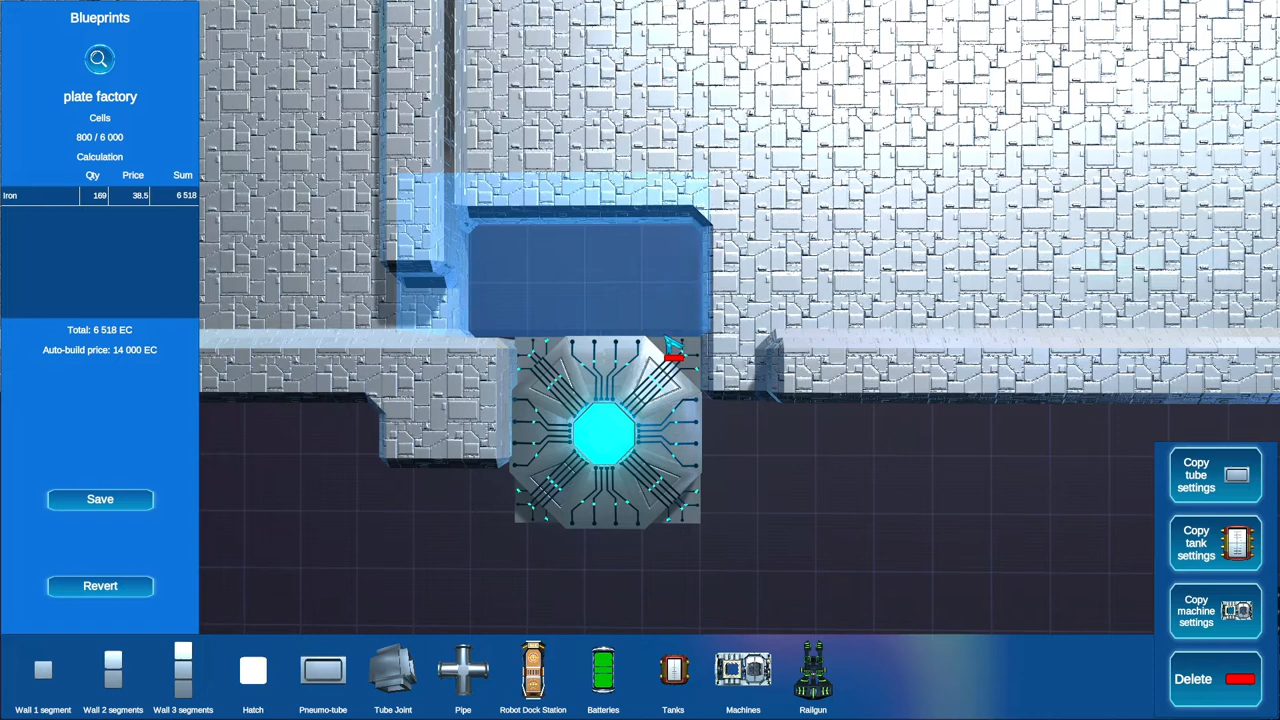 Blueprints
plate factory
Cells
800 / 6 000
Calculation
Qty Price Sum
Iron 169 38.5 6 518
Total: 6 518 EC
Auto-build price: 14 000 EC
Save
Revert
Copy
tube
settings
Copy
tank
settings
Copy
machine
settings
Delete
Wall 1 segment Wall 2 segments Wall 3 segments Hatch Pneumo-tube Tube Joint Pipe Robot Dock Station Batteries Tanks Machines Railgun